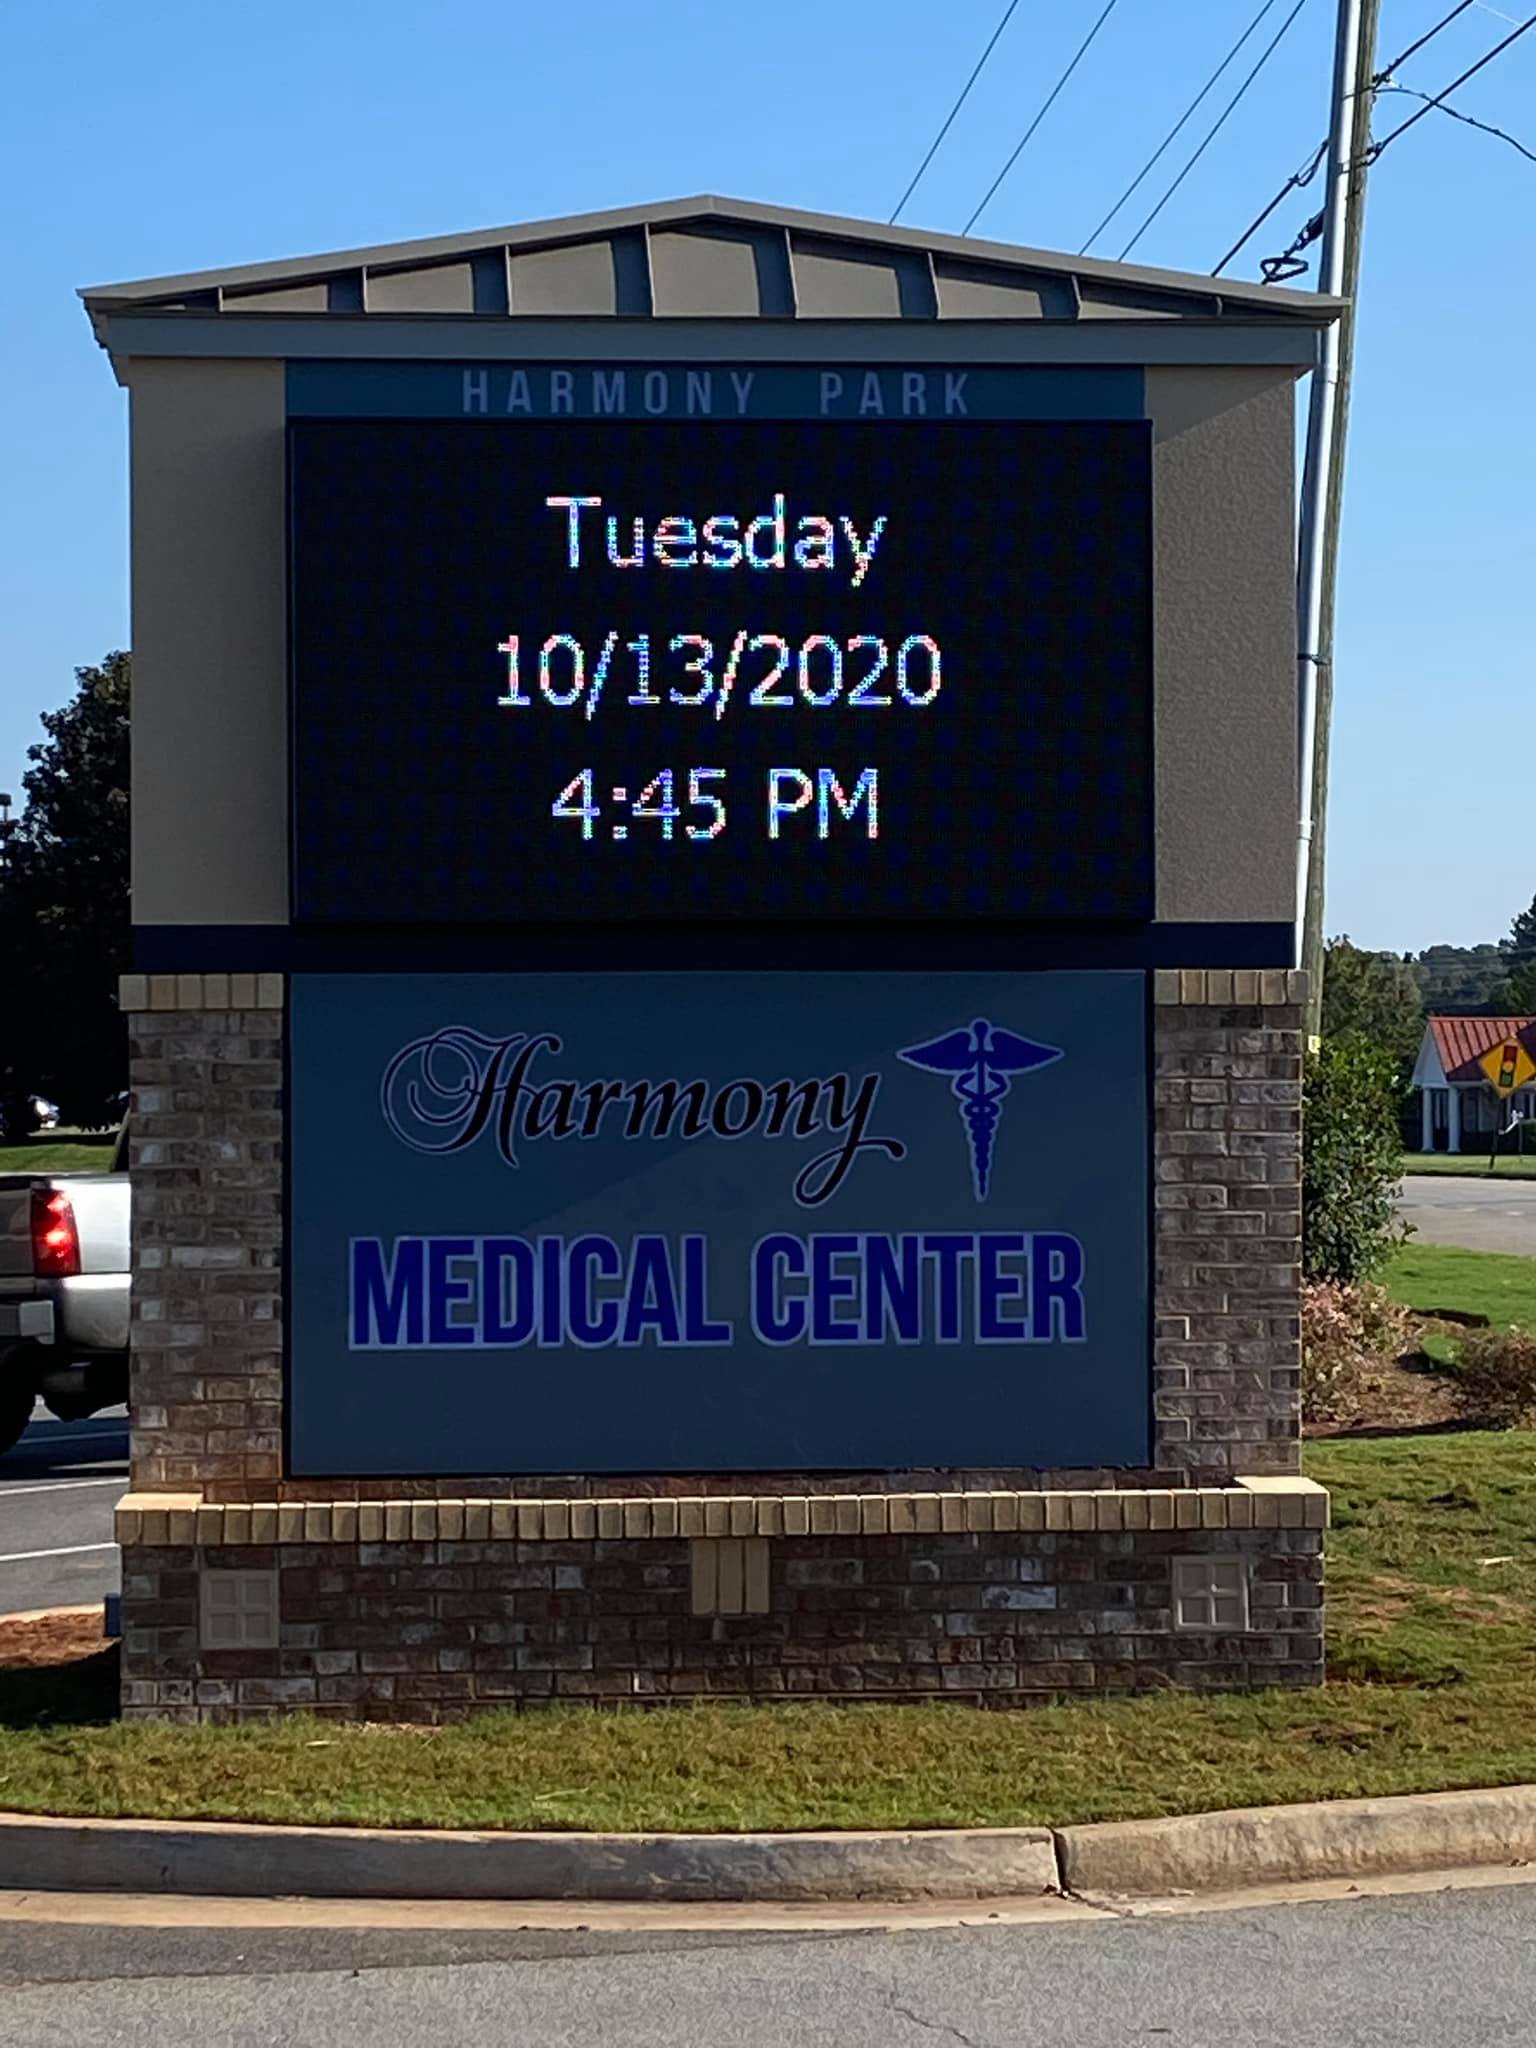 HARMONY PARK
Tuesday
10/13/2020
4:45 PM
Harmony
MEDICAL CENTER